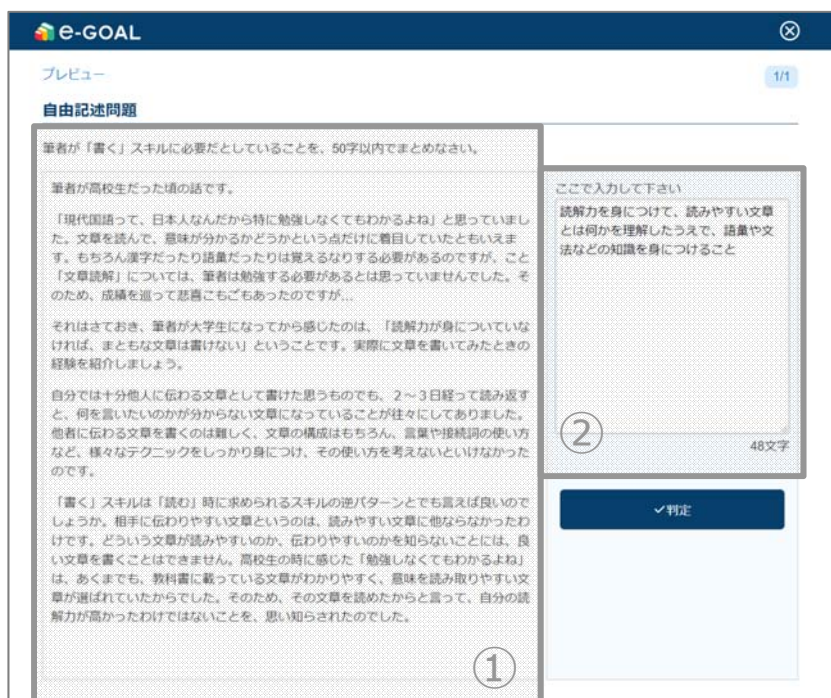 e-GOAL
プレビュー
1/1
自由記述問題
筆者が「書く」スキルに必要だとしていることを、50字以内でまとめなさい。
筆者が高校生だった頃の話です。
「現代国語って、日本人なんだから特に勉強しなくてもわかるよね」と思っていまし
た。文章を読んで、意味が分かるかどうかという点だけに着目していたともいえま
す。もちろん漢字だったり語彙だったりは覚えるなりする必要があるのですが、こと
「文章読解」については、筆者は勉強する必要があるとは思っていませんでした。そ
のため、成績を巡って悲喜こもごもあったのですが...
それはさておき、筆者が大学生になってから感じたのは、「読解力が身についていな
ければ、まともな文章は書けない」ということです。実際に文章を書いてみたときの
経験を紹介しましょう。
自分では十分他人に伝わる文章として書けた思うものでも、２～３日経って読み返す
と、何を言いたいのかが分からない文章になっていることが往々にしてありました。
他者に伝わる文章を書くのは難しく、文章の構成はもちろん、言葉や接続詞の使い方
など、様々なテクニックをしっかり身につけ、その使い方を考えないといけなかった
のです。
「書く」スキルは「読む」時に求められるスキルの逆パターンとでも言えば良いので
しょうか。相手に伝わりやすい文章というのは、読みやすい文章に他ならなかったわ
けです。どういう文章が読みやすいのか、伝わりやすいのかを知らないことには、良
い文章を書くことはできません。高校生の時に感じた「勉強しなくてもわかるよね」
は、あくまでも、教科書に載っている文章がわかりやすく、意味を読み取りやすい文
章が選ばれていたからでした。そのため、その文章を読めたからと言って、自分の読
解力が高かったわけではないことを、思い知らされたのでした。
①
ここで入力して下さい
読解力を身につけて、読みやすい文章
とは何かを理解したうえで、語彙や文
法などの知識を身につけること
②
48文字
✓判定